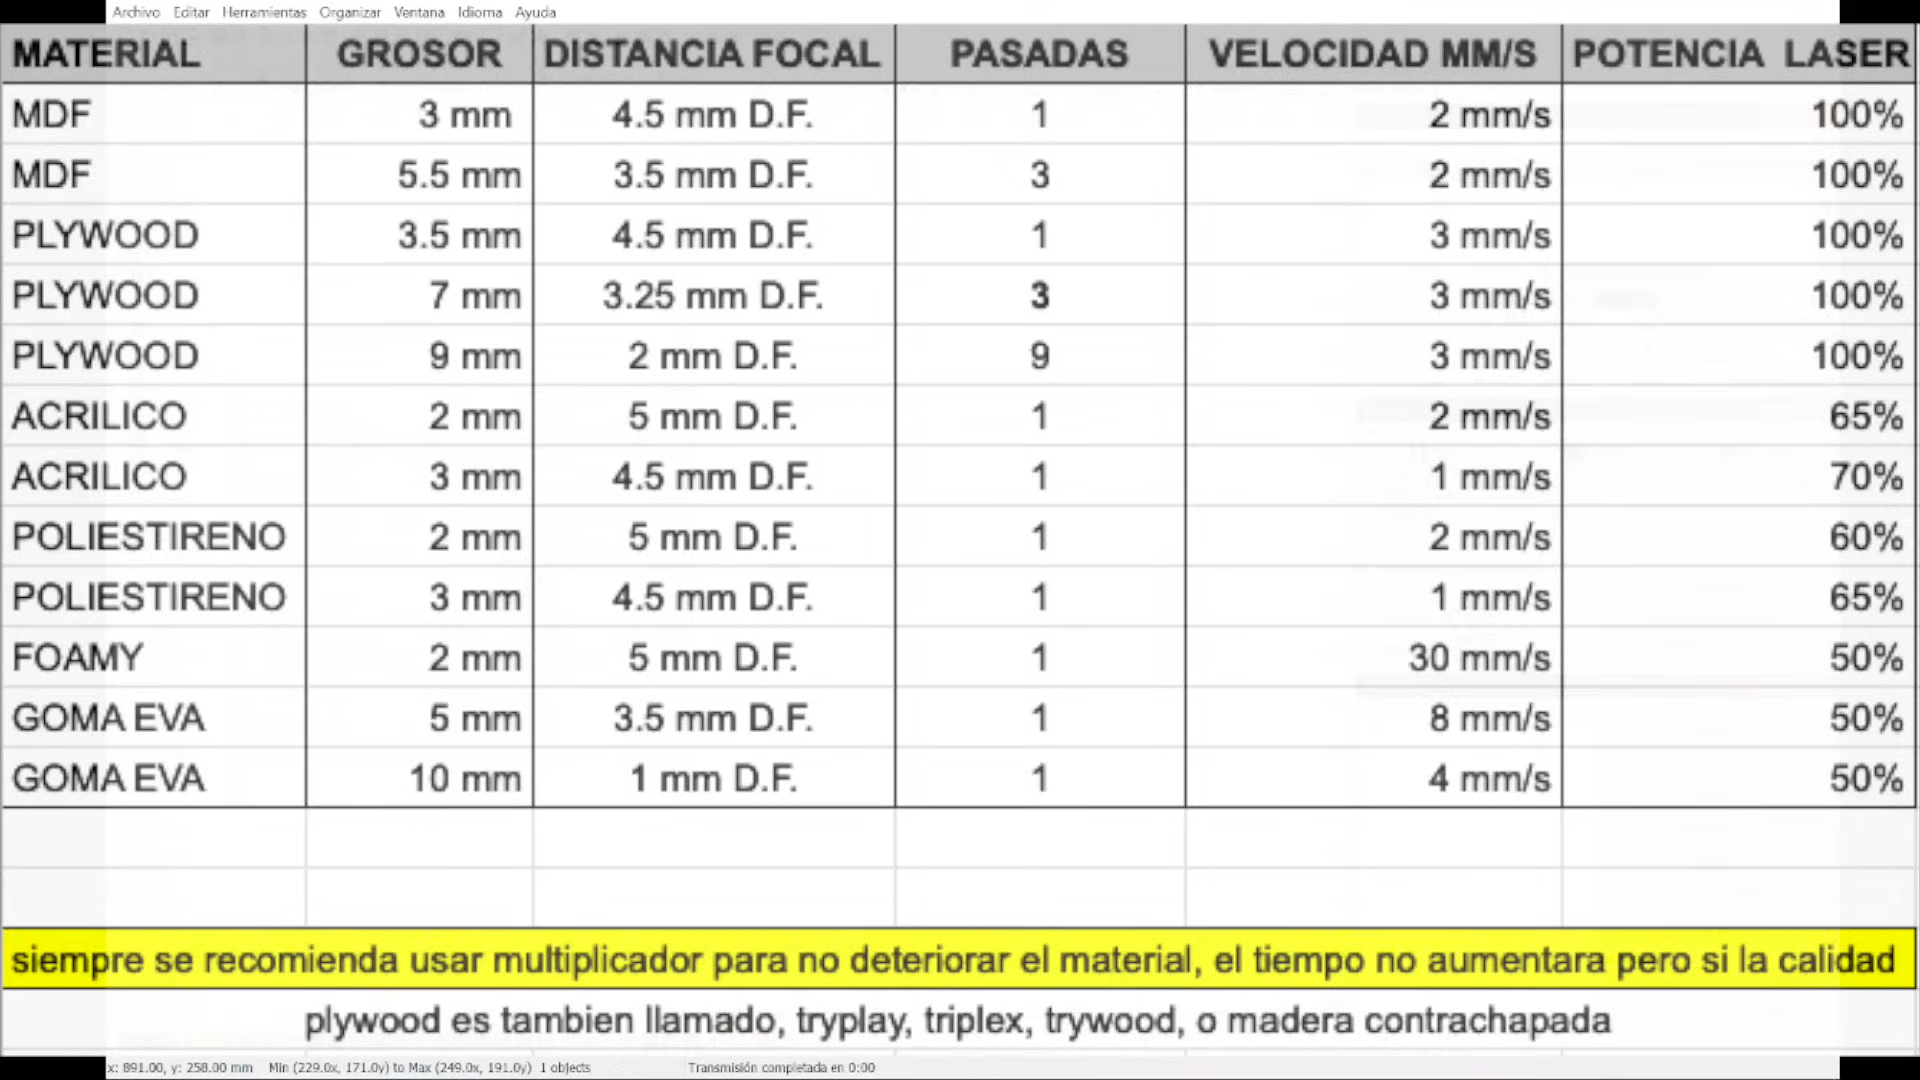 Archivo Editar Herramientas Organizar Ventana Idioma Ayuda
MATERIAL GROSOR DISTANCIA FOCAL PASADAS VELOCIDAD MM/S POTENCIA LASER
MDF 3 mm 4.5 mm D.F. 1 2 mm/s 100%
MDF 5.5 mm 3.5 mm D.F. 3 2 mm/s 100%
PLYWOOD 3.5 mm 4.5 mm D.F. 1 3 mm/s 100%
PLYWOOD 7 mm 3.25 mm D.F. 3 3 mm/s 100%
PLYWOOD 9 mm 2 mm D.F. 9 3 mm/s 100%
ACRILICO 2 mm 5 mm D.F. 1 2 mm/s 65%
ACRILICO 3 mm 4.5 mm D.F. 1 1 mm/s 70%
POLIESTIRENO 2 mm 5 mm D.F. 1 2 mm/s 60%
POLIESTIRENO 3 mm 4.5 mm D.F. 1 1 mm/s 65%
FOAMY 2 mm 5 mm D.F. 1 30 mm/s 50%
GOMA EVA 5 mm 3.5 mm D.F. 1 8 mm/s 50%
GOMA EVA 10 mm 1 mm D.F. 1 4 mm/s 50%
siempre se recomienda usar multiplicador para no deteriorar el material, el tiempo no aumentara pero si la calidad
plywood es tambien llamado, tryplay, triplex, trywood, o madera contrachapada
x: 891.00, y: 258.00 mm Min (229.0x, 171.0y) to Max (249.0x, 191.0y) 1 objects Transmisión completada en 0:00